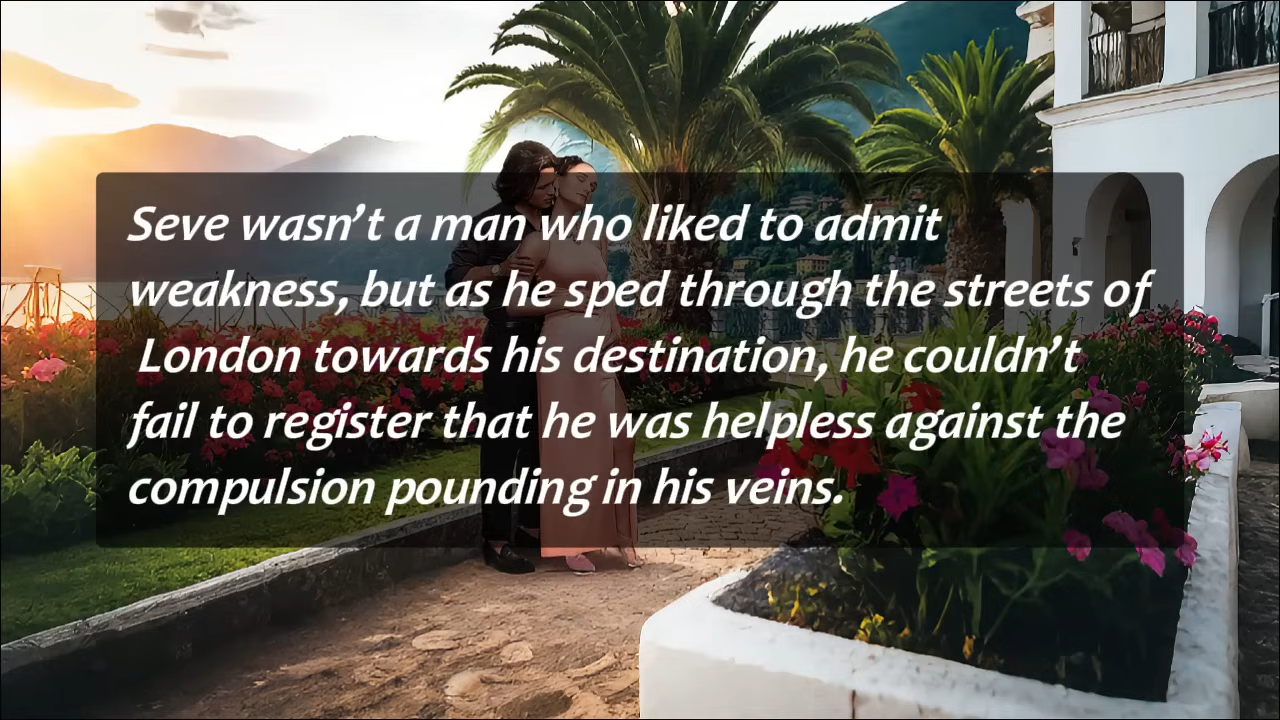 Seve wasn’t a man who liked to admit
weakness, but as he sped through the streets of
London towards his destination, he couldn’t
fail to register that he was helpless against the
compulsion pounding in his veins.